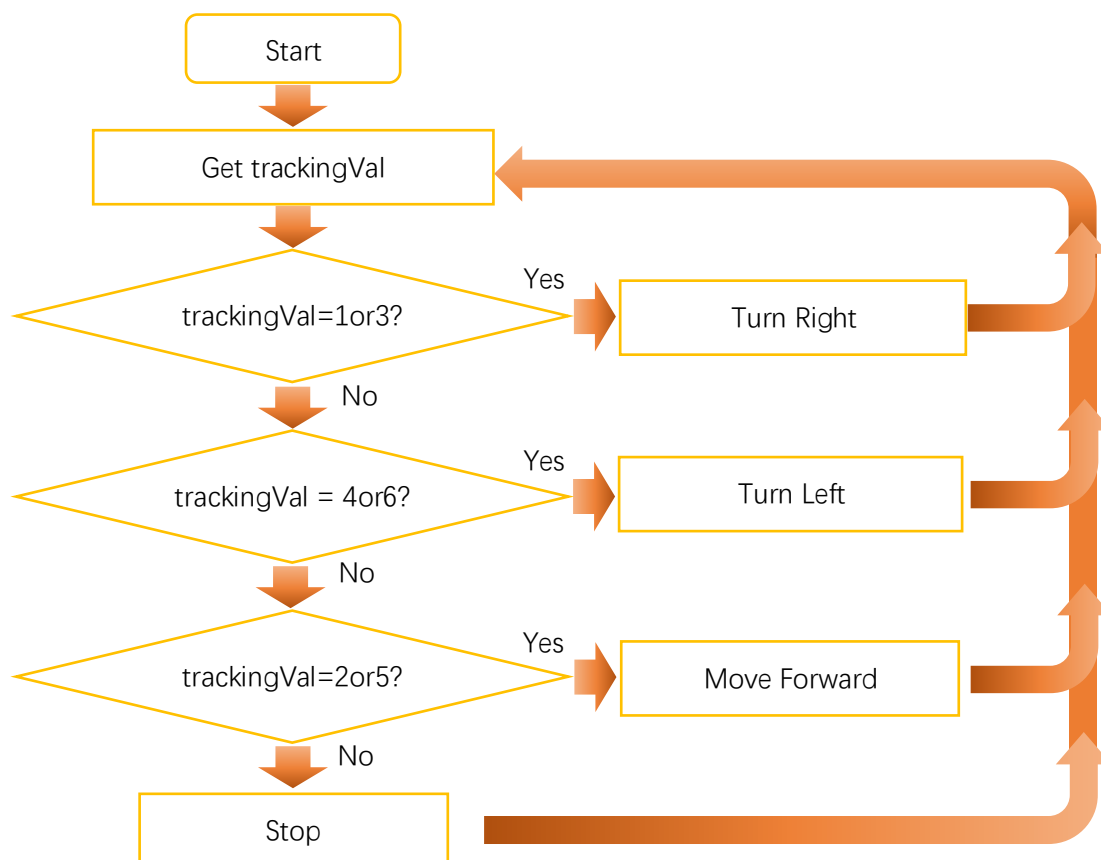 Start
Get trackingVal
trackingVal=1or3?
Yes
Turn Right
No
trackingVal = 4or6?
Yes
Turn Left
No
trackingVal=2or5?
Yes
Move Forward
No
Stop